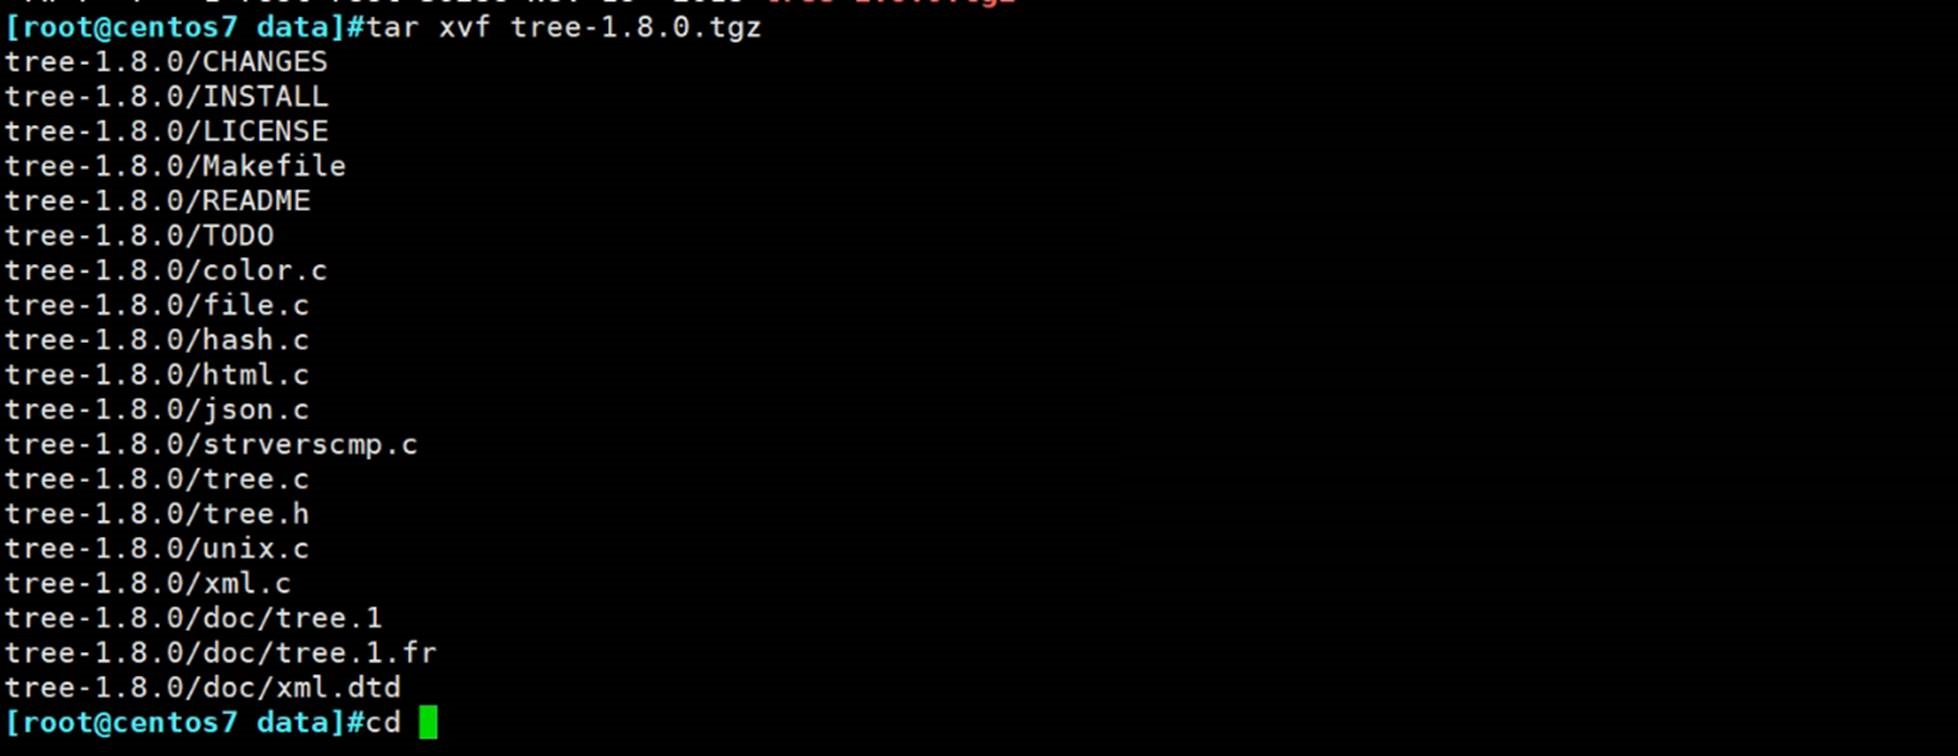 [root@centos7 data]#tar xvf tree-1.8.0.tgz
tree-1.8.0/CHANGES
tree-1.8.0/INSTALL
tree-1.8.0/LICENSE
tree-1.8.0/Makefile
tree-1.8.0/README
tree-1.8.0/TODO
tree-1.8.0/color.c
tree-1.8.0/file.c
tree-1.8.0/hash.c
tree-1.8.0/html.c
tree-1.8.0/json.c
tree-1.8.0/strverscmp.c
tree-1.8.0/tree.c
tree-1.8.0/tree.h
tree-1.8.0/unix.c
tree-1.8.0/xml.c
tree-1.8.0/doc/tree.1
tree-1.8.0/doc/tree.1.fr
tree-1.8.0/doc/xml.dtd
[root@centos7 data]#cd